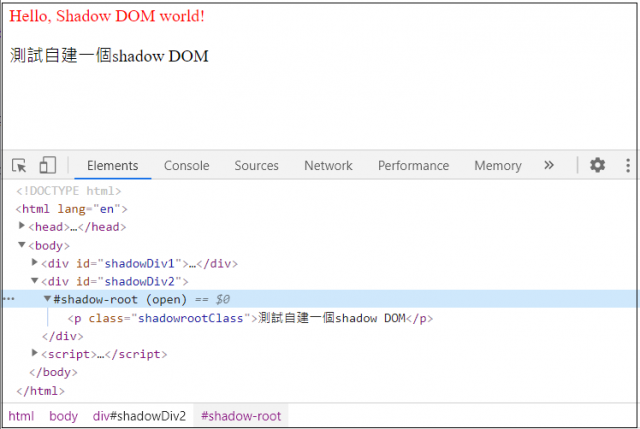 Hello, Shadow DOM world!
測試自建一個shadow DOM
Elements Console Sources Network Performance Memory »
<!DOCTYPE html>
<html lang="en">
▶<head>…</head>
▼<body>
▶<div id="shadowDiv1">…</div>
▼<div id="shadowDiv2">
… ▼#shadow-root (open) == $0
<p class="shadowrootClass">測試自建一個shadow DOM</p>
</div>
▶<script>…</script>
</body>
</html>
html body div#shadowDiv2 #shadow-root